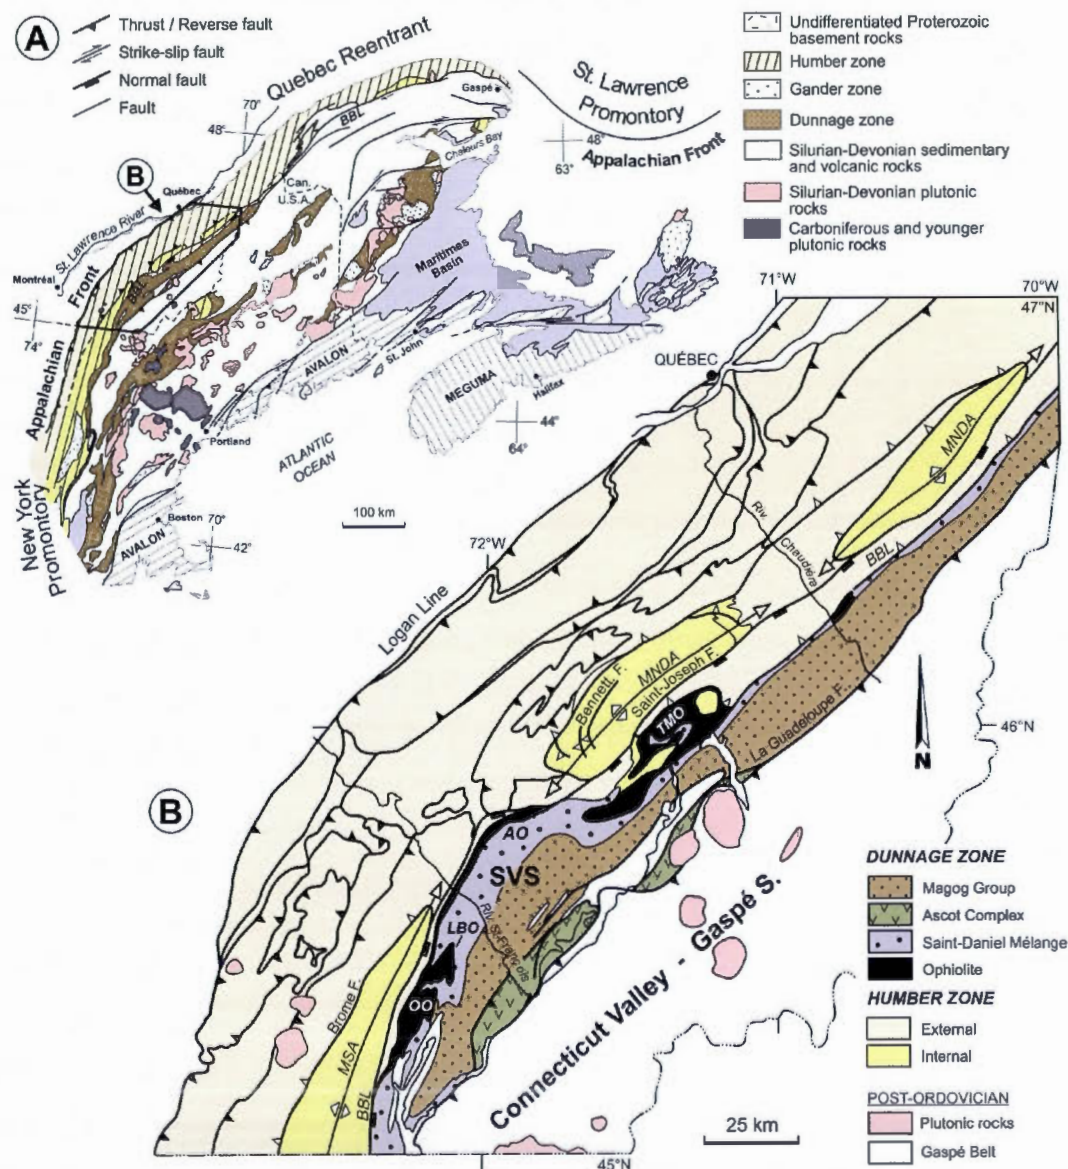 A
Thrust / Reverse fault
Strike-slip fault
Normal fault
Fault
Quebec Reentrant
St. Lawrence
Promontory
Appalachian Front
Undifferentiated Proterozoic
basement rocks
Humber zone
Gander zone
Dunnage zone
Silurian-Devonian sedimentary
and volcanic rocks
Silurian-Devonian plutonic
rocks
Carboniferous and younger
plutonic rocks
70°
48°
BBL
Gaspé
Chaleurs Bay
63°
48°
B
Québec
Can.
U.S.A.
St. Lawrence River
Montréal
45°
74°
BBL
Maritimes
Basin
Appalachian Front
AVALON
St. John
MEGUMA
Halifax
44°
64°
Portland
ATLANTIC
OCEAN
100 km
New York
Promontory
Boston
70°
42°
AVALON
71°W
70°W
47°N
QUÉBEC
MNDA
Riv. Chaudière
BBL
72°W
Logan Line
MNDA
Bennett. F.
Saint-Joseph F.
TMO
La Guadeloupe F.
46°N
N
B
AO
SVS
LBO
Riv. St-François
OO
Brome F.
MSA
BBL
Connecticut Valley - Gaspé S.
25 km
45°N
DUNNAGE ZONE
Magog Group
Ascot Complex
Saint-Daniel Mélange
Ophiolite
HUMBER ZONE
External
Internal
POST-ORDOVICIAN
Plutonic rocks
Gaspé Belt